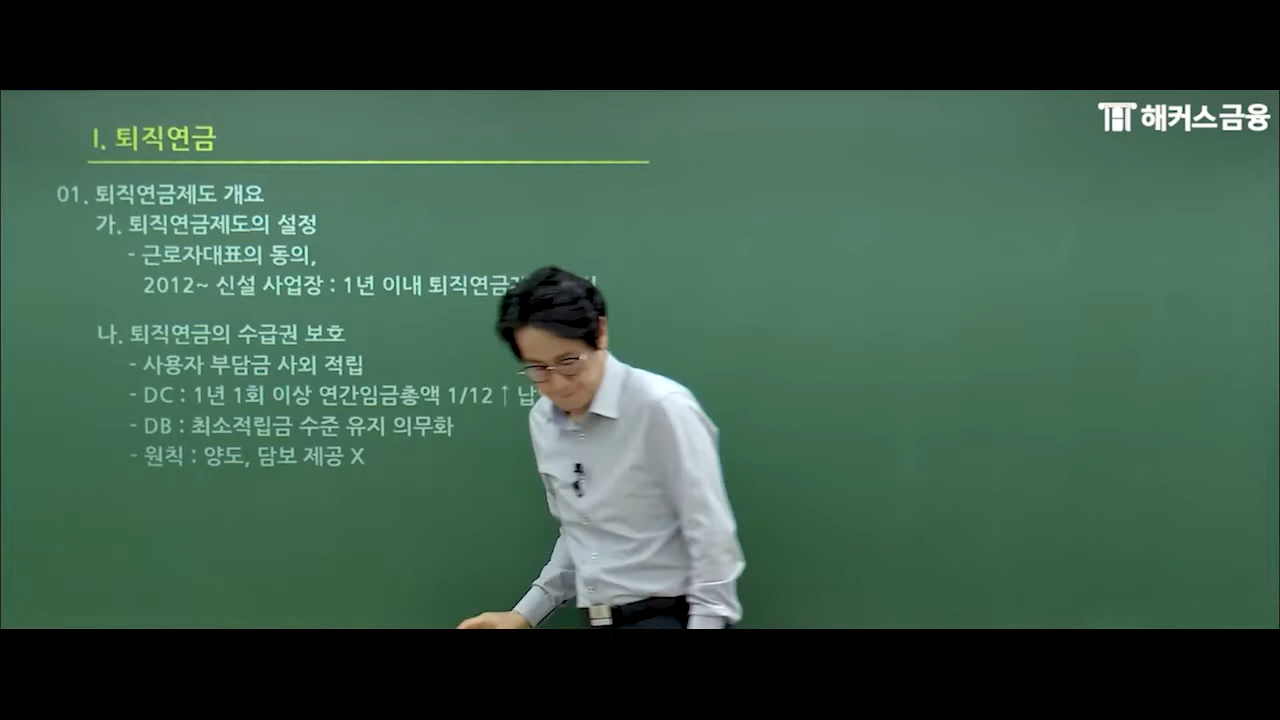 해커스금융
I. 퇴직연금
01. 퇴직연금제도 개요
가. 퇴직연금제도의 설정
- 근로자대표의 동의,
2012~ 신설 사업장 : 1년 이내 퇴직연금
나. 퇴직연금의 수급권 보호
- 사용자 부담금 사외 적립
- DC : 1년 1회 이상 연간임금총액 1/12 ↑ 납
- DB : 최소적립금 수준 유지 의무화
- 원칙 : 양도, 담보 제공 X